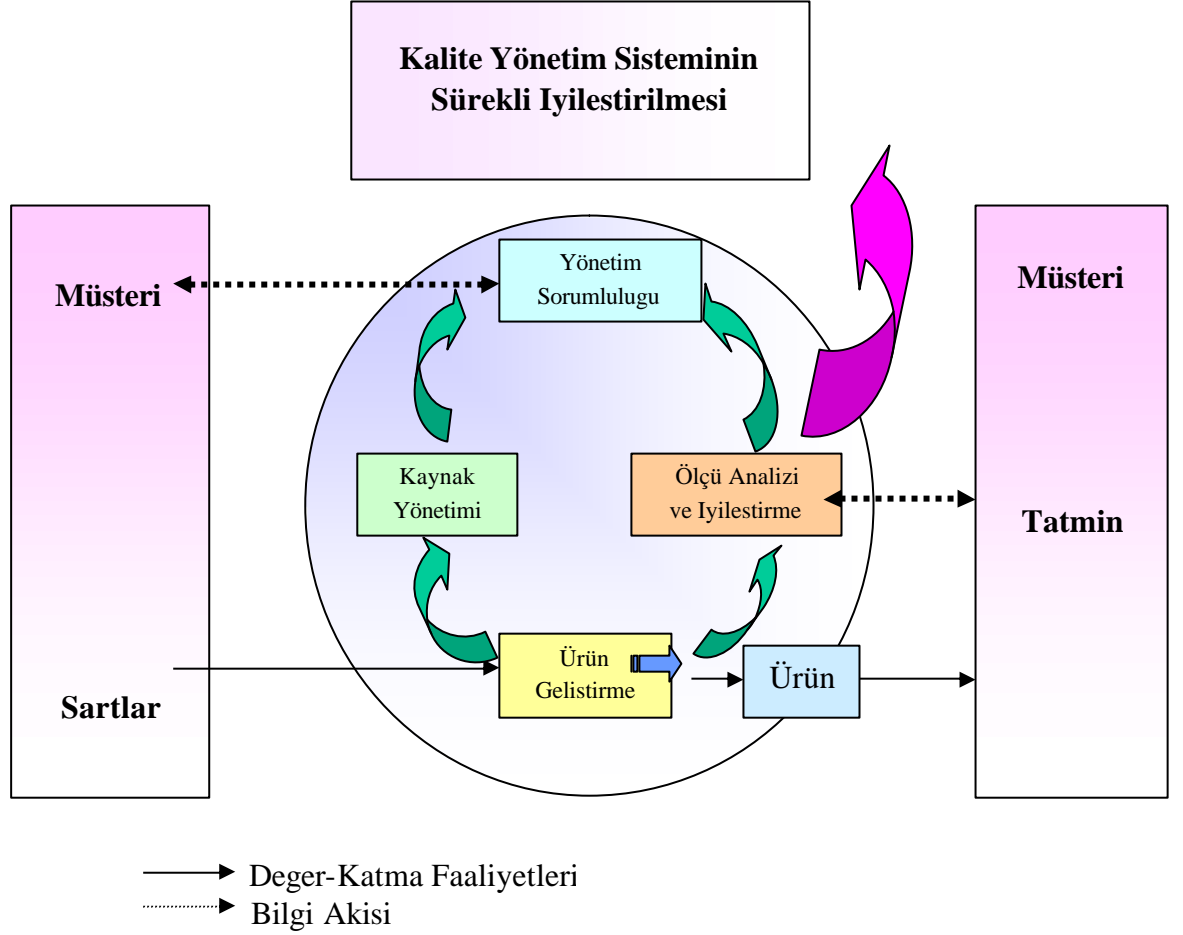 Kalite Yönetim Sisteminin
Sürekli Iyilestirilmesi
Müsteri
Sartlar
Yönetim
Sorumlulugu
Kaynak
Yönetimi
Ölçü Analizi
ve Iyilestirme
Ürün
Gelistirme
Ürün
Müsteri
Tatmin
Deger-Katma Faaliyetleri
Bilgi Akisi